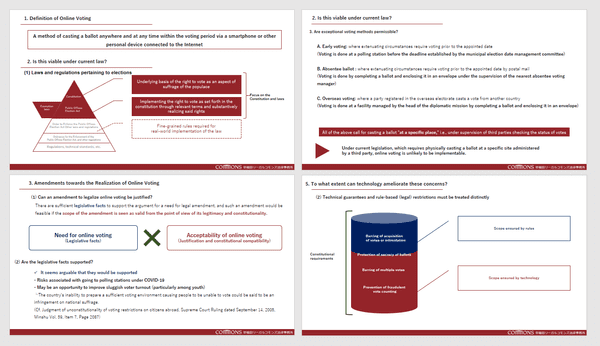 1. Definition of Online Voting
A method of casting a ballot anywhere and at any time within the voting period via a smartphone or other
personal device connected to the Internet
2. Is this viable under current law?
(1) Laws and regulations pertaining to elections
Underlying basis of the right to vote as an aspect of
suffrage of the populace
Implementing the right to vote as set forth in the
constitution through relevant terms and substantively
realizing said rights
Focus on the
Constitution and laws
Fine-grained rules required for
real-world implementation of the law
COMMONS
2. Is this viable under current law?
3. Are exceptional methods permissible?
A. Early voting: where extenuating circumstances require voting prior to the appointed date
(Voting is done at a polling station before the deadline established by the municipal election date management committee)
B. Absentee ballot: where extenuating circumstances require voting prior to the appointed date by postal mail
(Voting is done by completing a ballot and enclosing it in an envelope under the supervision of the nearest absentee voting
manager)
C. Overseas voting: where a party registered in the overseas electorate casts a vote from another country
(Voting is done at a facility managed by the head of the diplomatic mission by completing a ballot and enclosing it in an envelope)
All of the above call for casting a ballot "at a specific place," i.e., under supervision of third parties checking the status of votes
Under current legislation, which requires physically casting a ballot at a specific site administered
by a third party, online voting is unlikely to be implementable.
COMMONS
3. Amendments towards the Realization of Online Voting
(1) Can an amendment to legalize online voting be justified?
There are sufficient legislative facts to support the argument for a need for legal amendment, and such an amendment would be
feasible if the scope of the amendment is seen as valid from the point of view of its legitimacy and constitutionality.
Need for online voting
(Legislative facts)
Acceptability of online voting
(Justification and constitutional compatibility)
(2) Are the legislative facts supported?
✓ It seems arguable that they would be supported
- Risks associated with going to polling stations under COVID-19
- May be an opportunity to improve sluggish voter turnout (particularly among youth)
The country's inability to prepare a sufficient voting environment causing people to be unable to vote could be said to be an
infringement on national suffrage.
(Cf. Judgment of unconstitutionality of voting restrictions on citizens abroad, Supreme Court Ruling dated September 14, 2005,
Minshu Vol. 59, Item 7, Page 2087)
COMMONS
5. To what extent can technology ameliorate these concerns?
(2) Technical guarantees and rule-based (legal) restrictions must be treated distinctly
Constitutional
requirements
Barring of acquisition
of votes or intimidation
Protection of secrecy of ballots
Barring of multiple votes
Prevention of fraudulent
vote counting
Scope ensured by rules
Scope ensured by technology
COMMONS